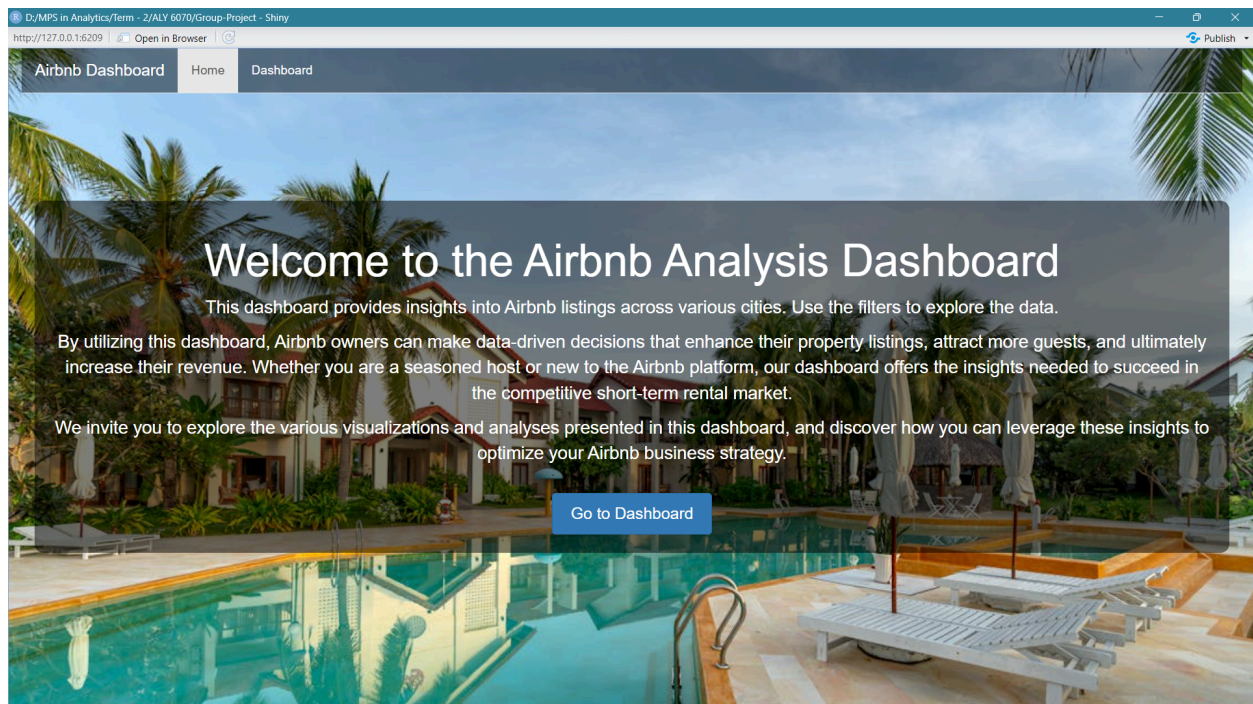 D:/MPS in Analytics/Term - 2/ALY 6070/Group-Project - Shiny
http://127.0.0.1:6209 Open in Browser Publish
Airbnb Dashboard Home Dashboard
Welcome to the Airbnb Analysis Dashboard
This dashboard provides insights into Airbnb listings across various cities. Use the filters to explore the data.
By utilizing this dashboard, Airbnb owners can make data-driven decisions that enhance their property listings, attract more guests, and ultimately
increase their revenue. Whether you are a seasoned host or new to the Airbnb platform, our dashboard offers the insights needed to succeed in
the competitive short-term rental market.
We invite you to explore the various visualizations and analyses presented in this dashboard, and discover how you can leverage these insights to
optimize your Airbnb business strategy.
Go to Dashboard